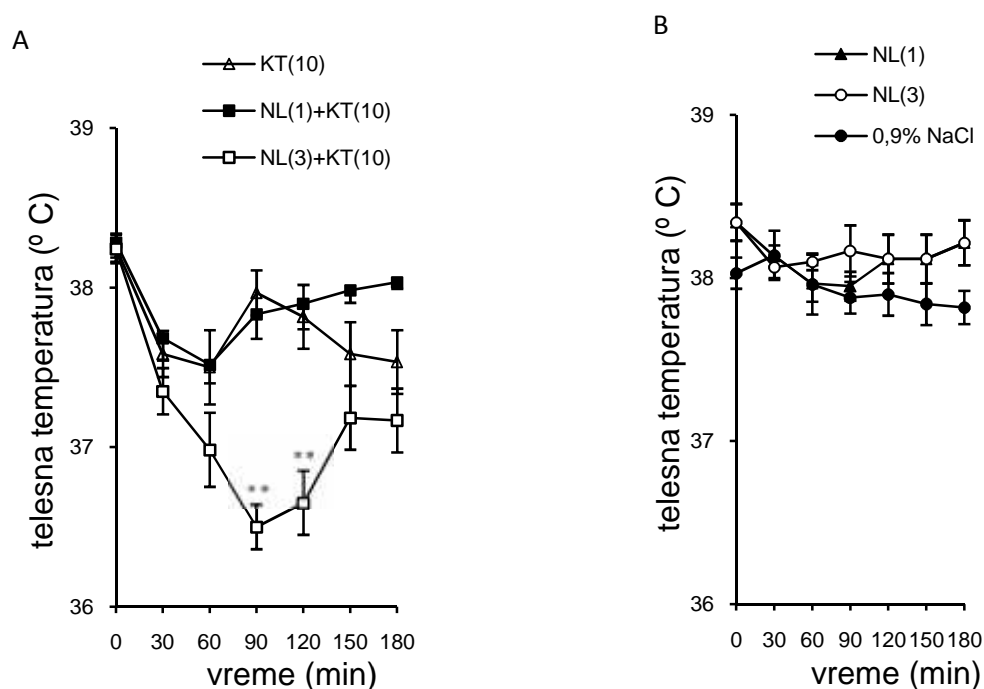 A
KT(10)
NL(1)+KT(10)
NL(3)+KT(10)
39
38
37
36
telesna temperatura (º C)
**
**
0 30 60 90 120 150 180
vreme (min)
B
NL(1)
NL(3)
0,9% NaCl
39
38
37
36
telesna temperatura (º C)
0 30 60 90 120 150 180
vreme (min)